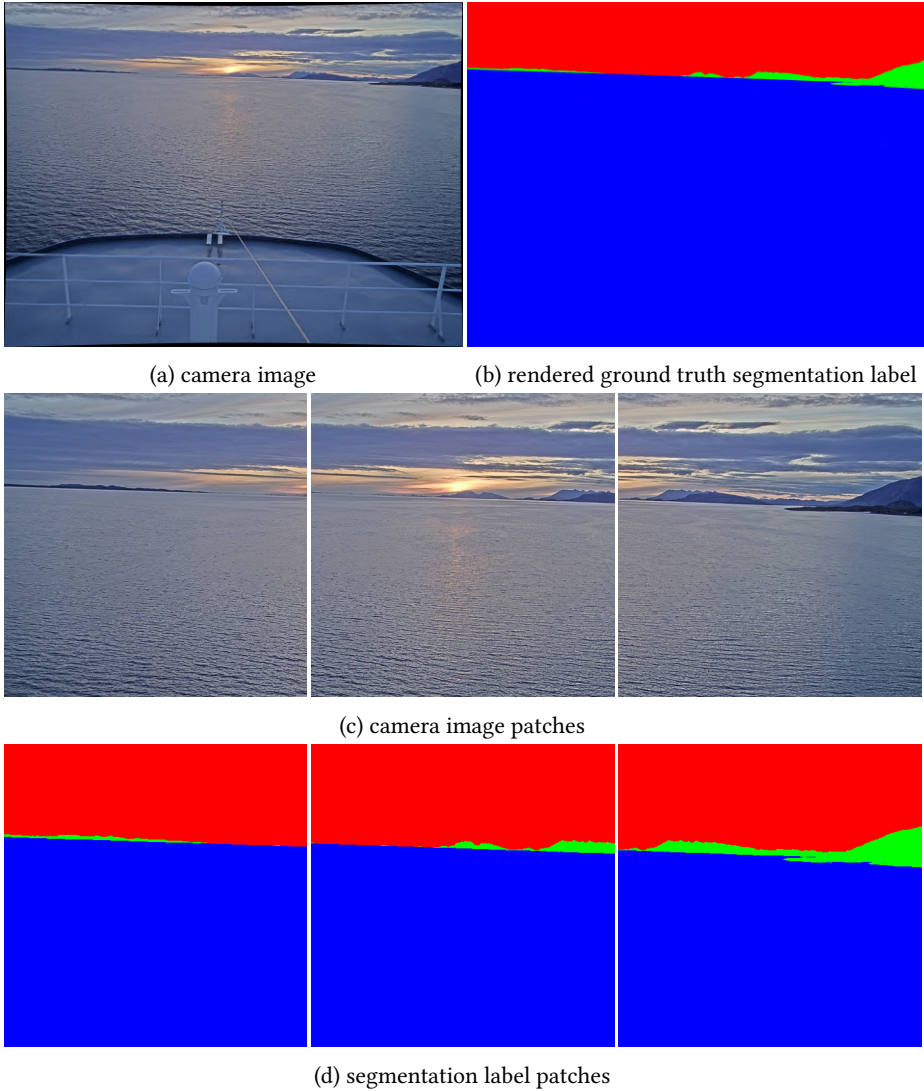 (a) camera image
(b) rendered ground truth segmentation label
(c) camera image patches
(d) segmentation label patches